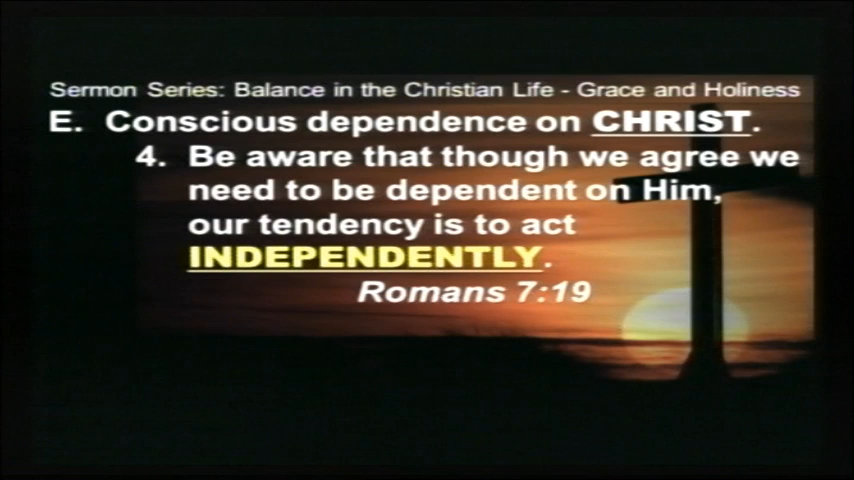 Sermon Series: Balance in the Christian Life - Grace and Holiness
E. Conscious dependence on CHRIST.
4. Be aware that though we agree we
need to be dependent on Him,
our tendency is to act
INDEPENDENTLY.
Romans 7:19